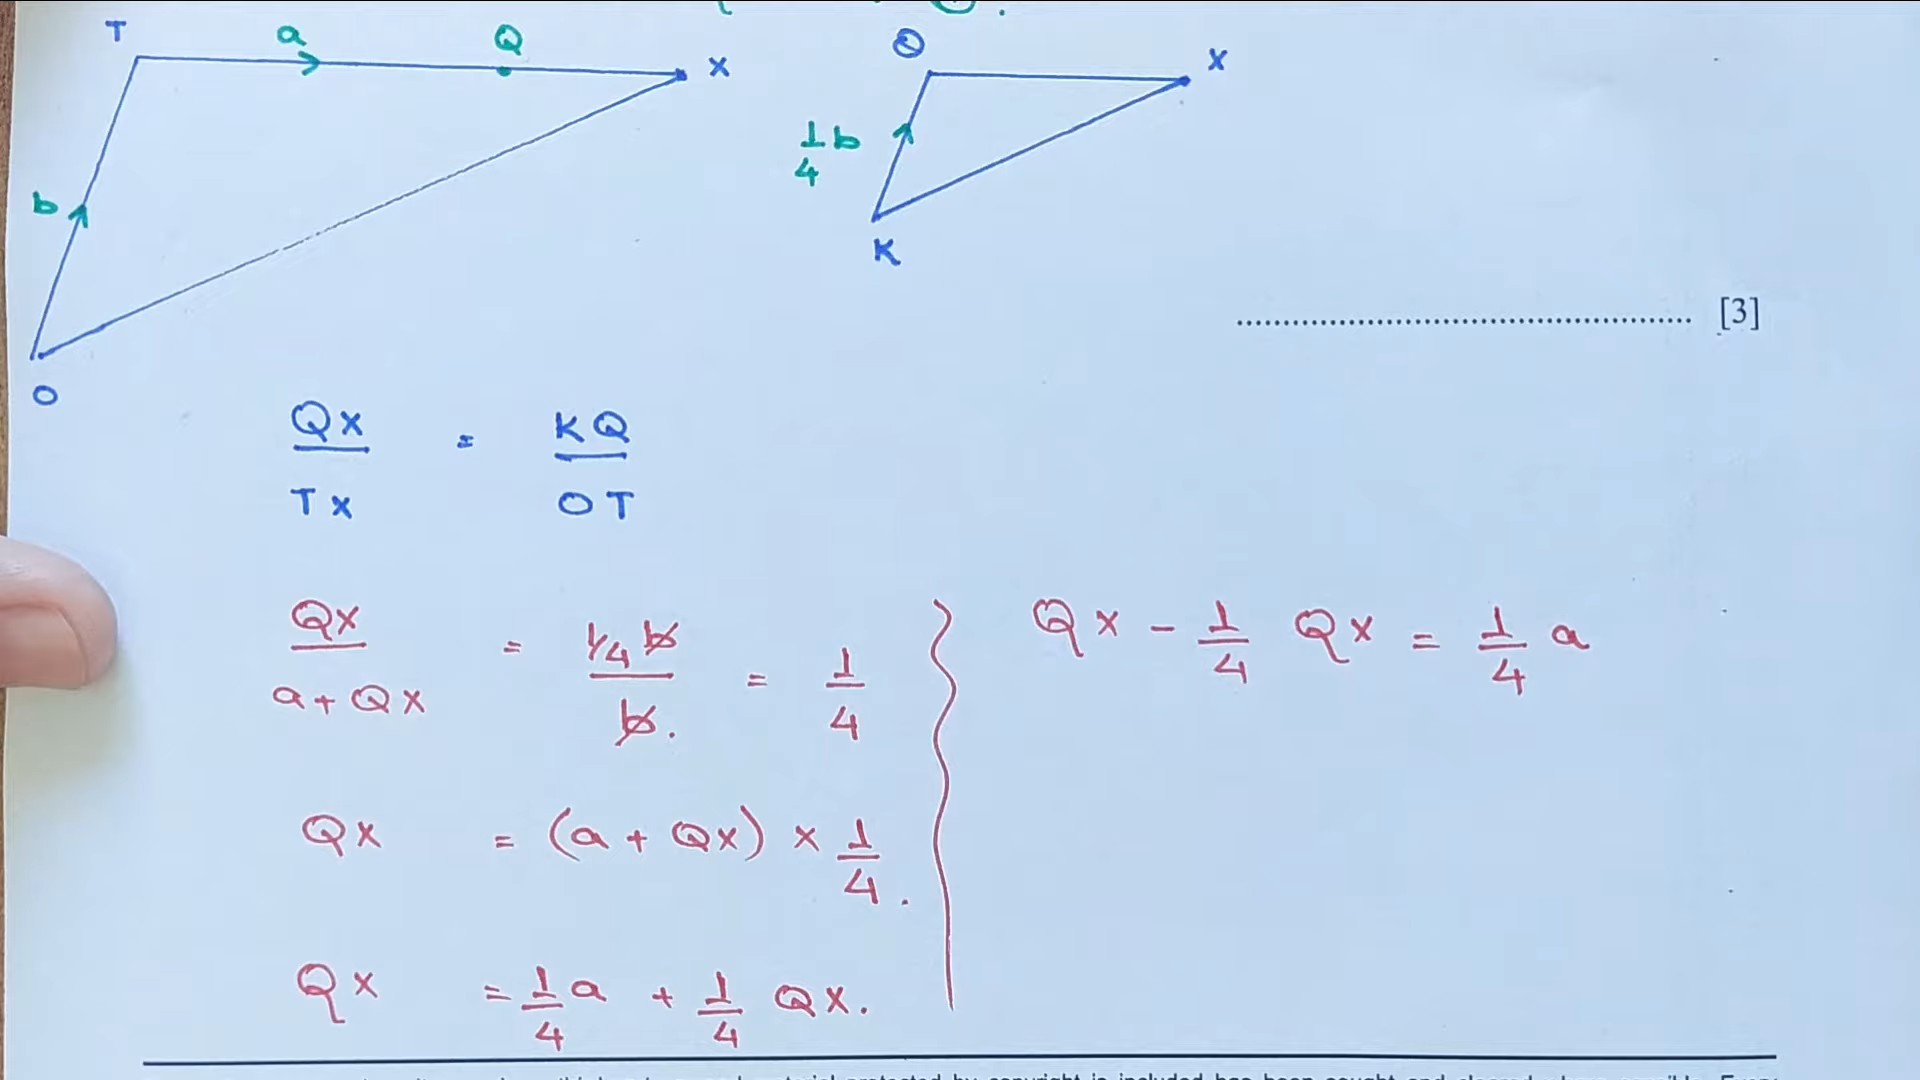 T a Q X
b
O
Q X
1/4 b
K
[3]
QX/TX = KQ/OT
QX/(a + QX) = 1/4 b/b. = 1/4
QX = (a + QX) × 1/4.
QX = 1/4 a + 1/4 QX.
QX - 1/4 QX = 1/4 a